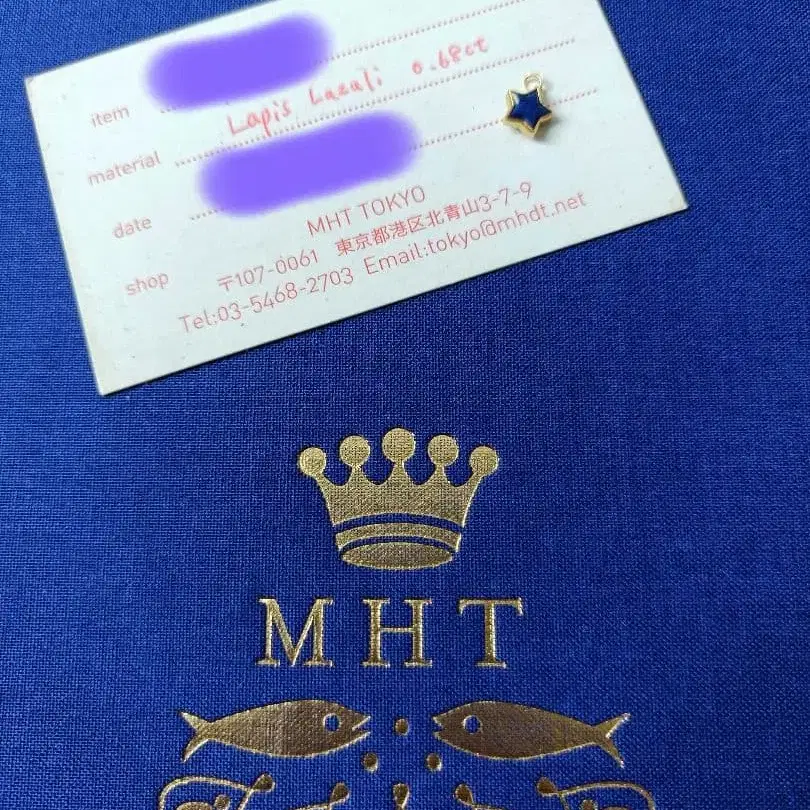 item
Lapis Lazuli 0.68ct
material
date
MHT TOKYO
shop 〒107-0061 東京都港区北青山3-7-9
Tel:03-5468-2703 Email:tokyo@mhdt.net
MHT